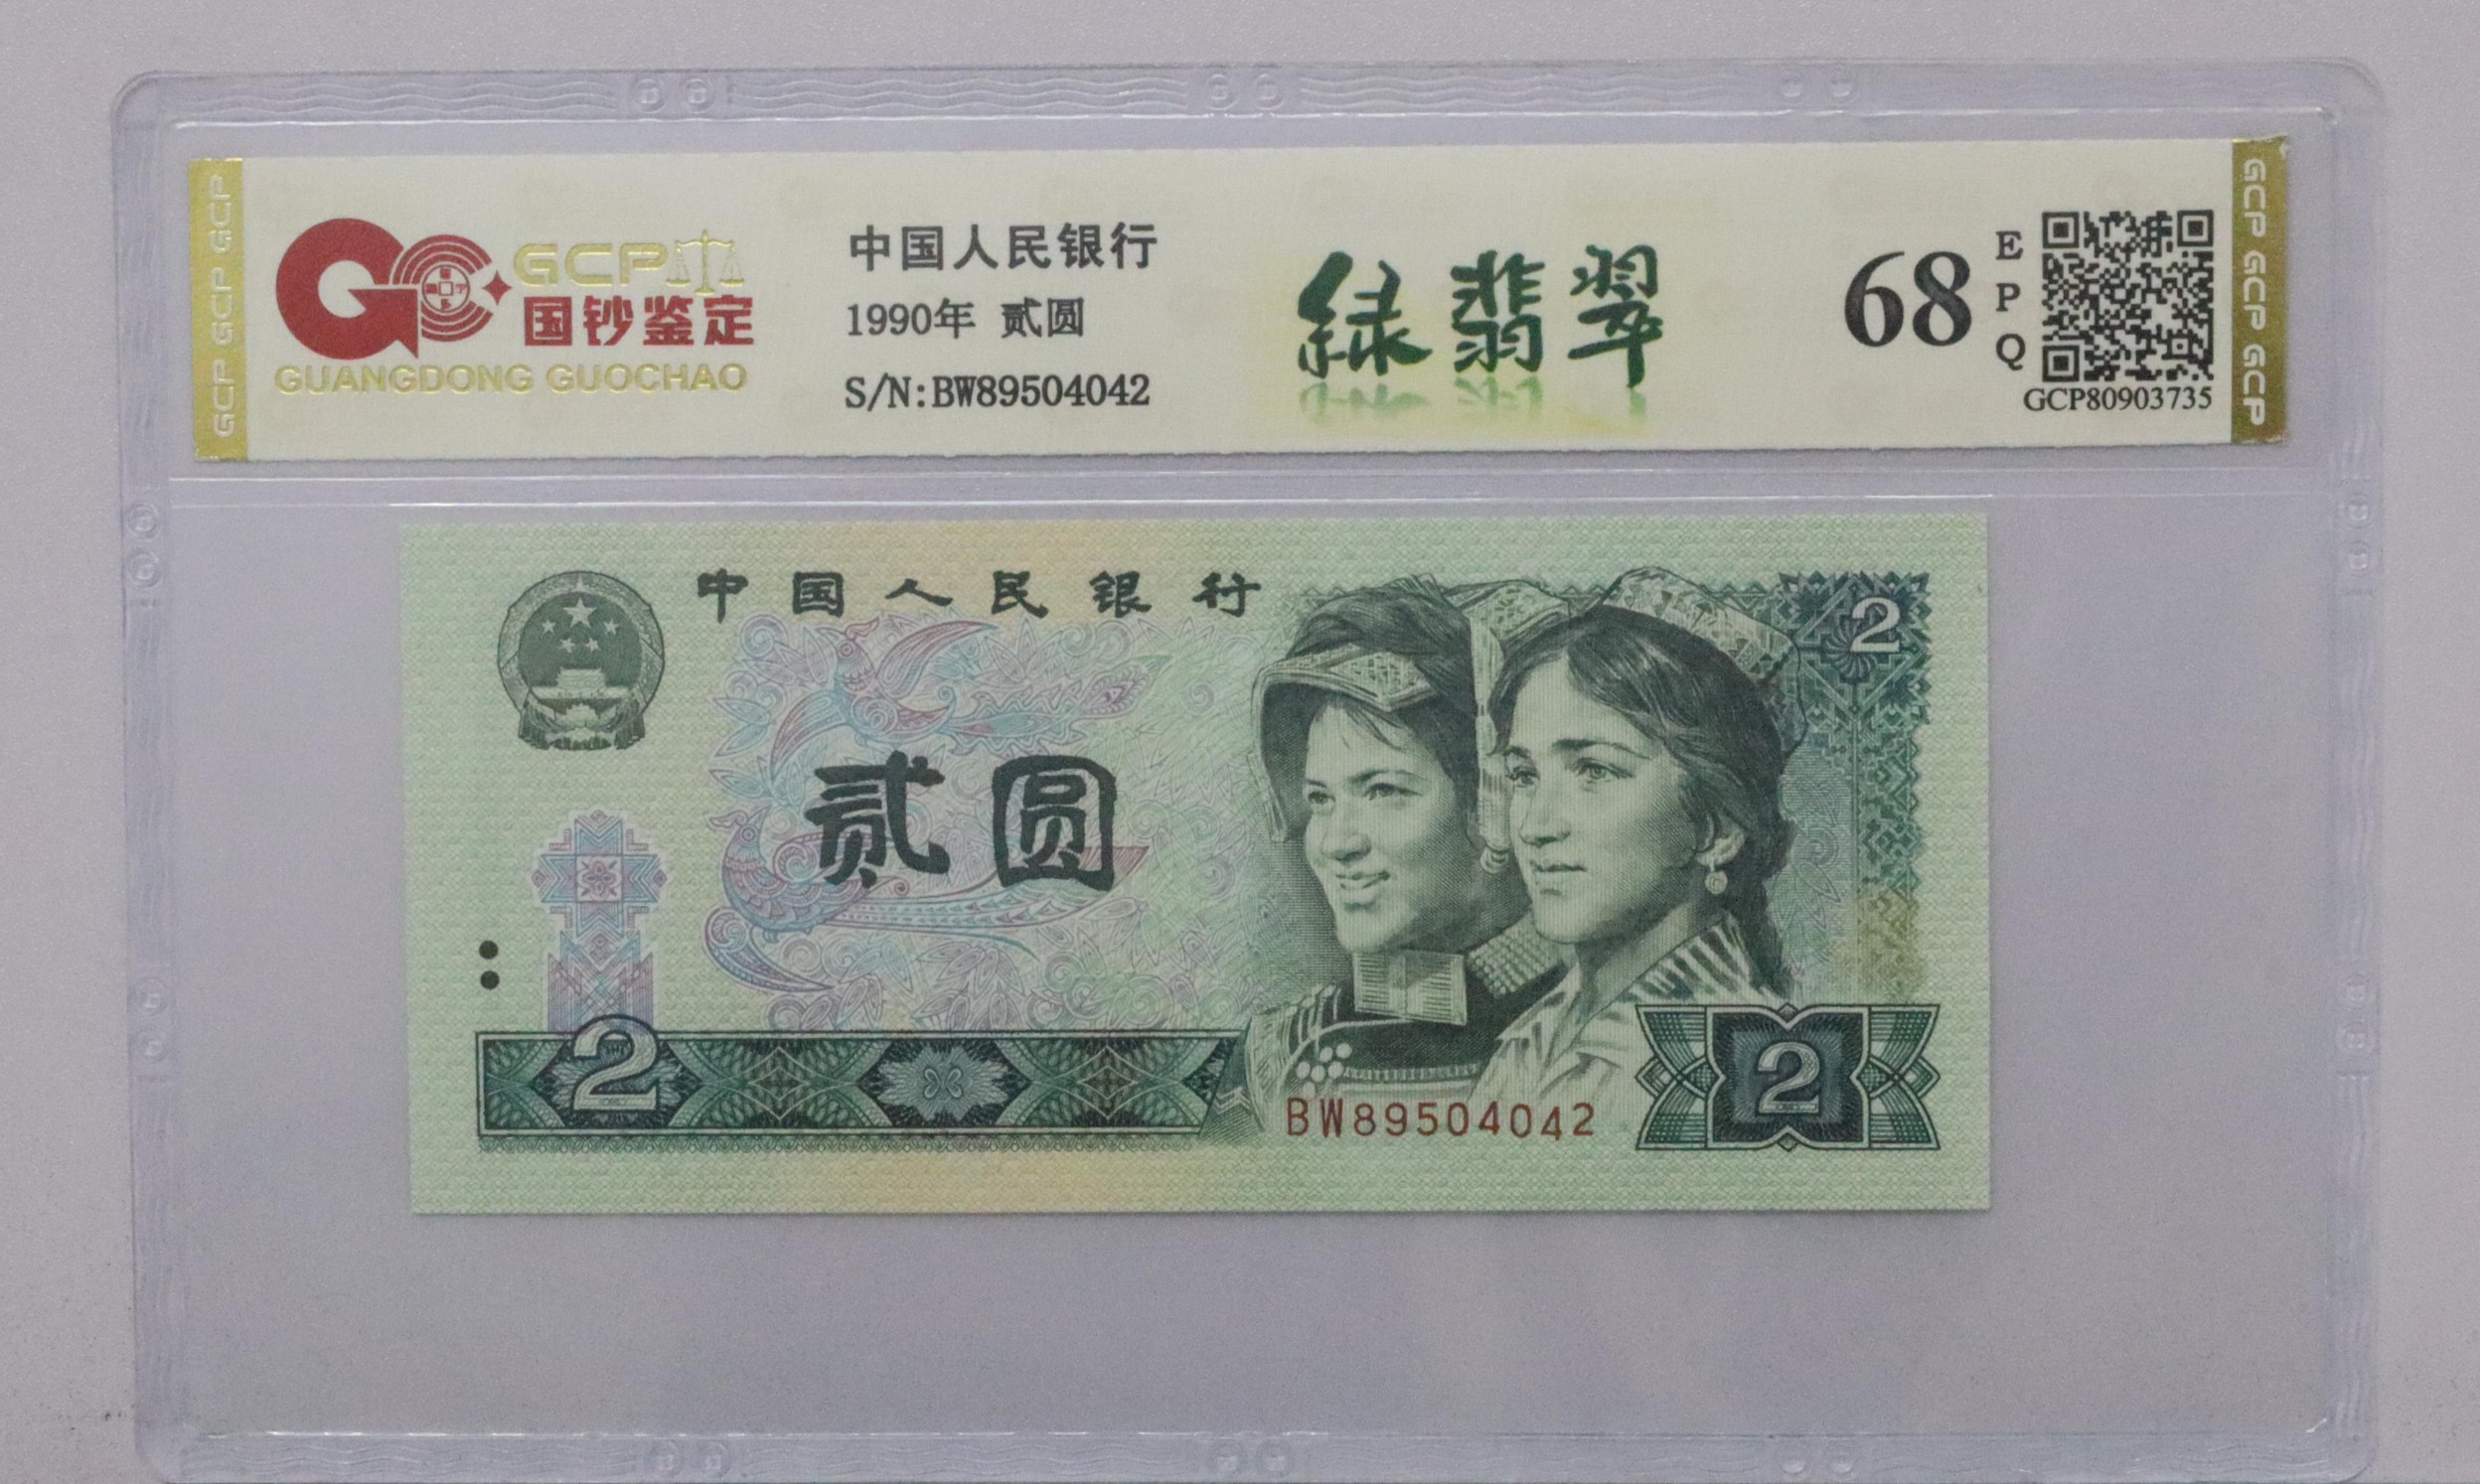 GCP
国钞鉴定
GUANGDONG GUOCHAO
中国人民银行
1990年 贰圆
S/N:BW89504042
绿翡翠
68
EPQ
GCP80903735
GCP GCP GCP
GCP GCP GCP
中国人民银行
2
贰圆
2
2
BW89504042